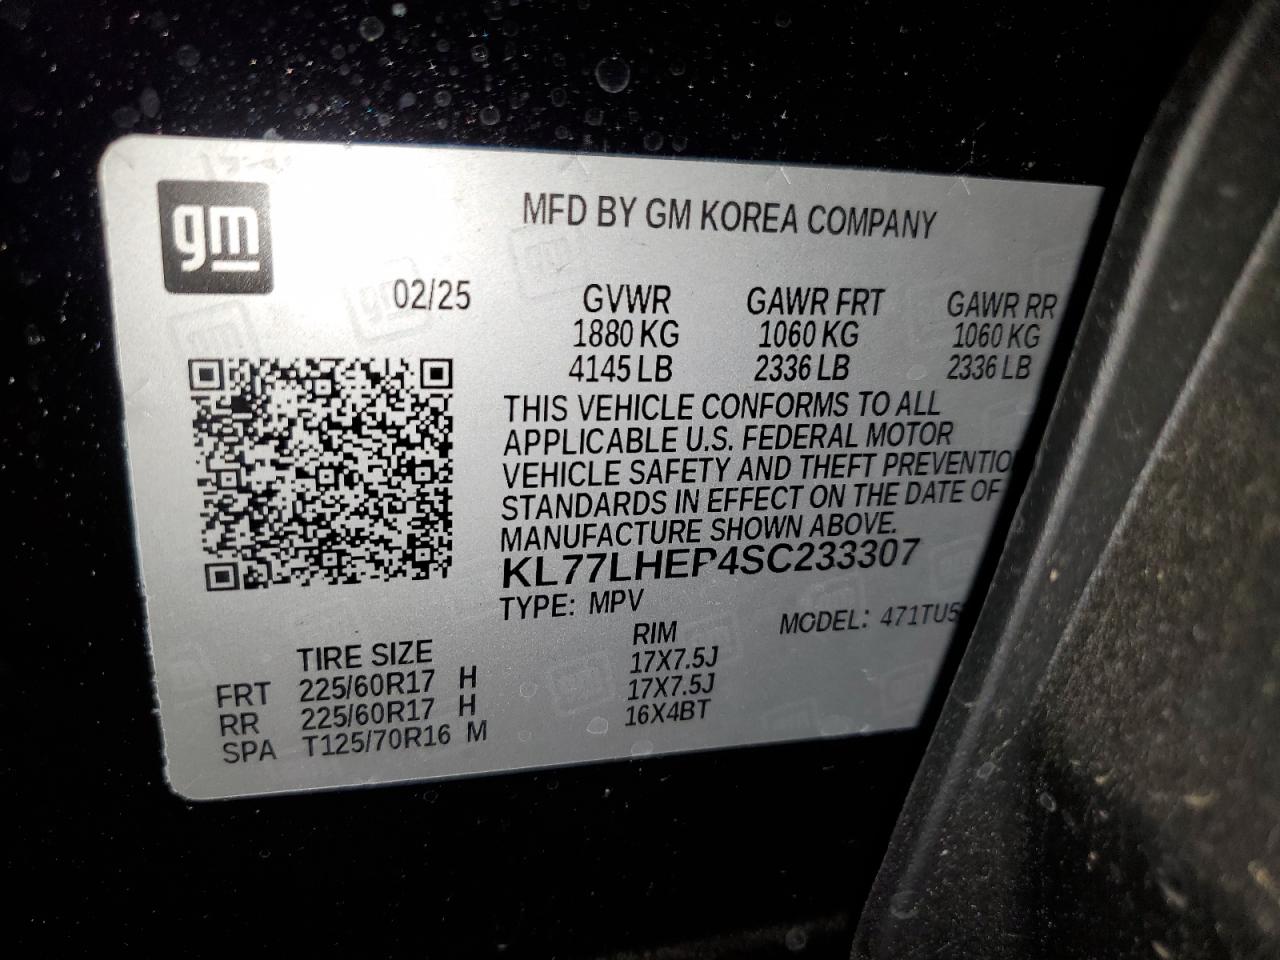 gm
MFD BY GM KOREA COMPANY
02/25 GVWR GAWR FRT GAWR RR
1880 KG 1060 KG 1060 KG
4145 LB 2336 LB 2336 LB
THIS VEHICLE CONFORMS TO ALL
APPLICABLE U.S. FEDERAL MOTOR
VEHICLE SAFETY AND THEFT PREVENTIO
STANDARDS IN EFFECT ON THE DATE OF
MANUFACTURE SHOWN ABOVE.
KL77LHEP4SC233307
TYPE: MPV MODEL: 471TU5
TIRE SIZE RIM
FRT 225/60R17 H 17X7.5J
RR 225/60R17 H 17X7.5J
SPA T125/70R16 M 16X4BT